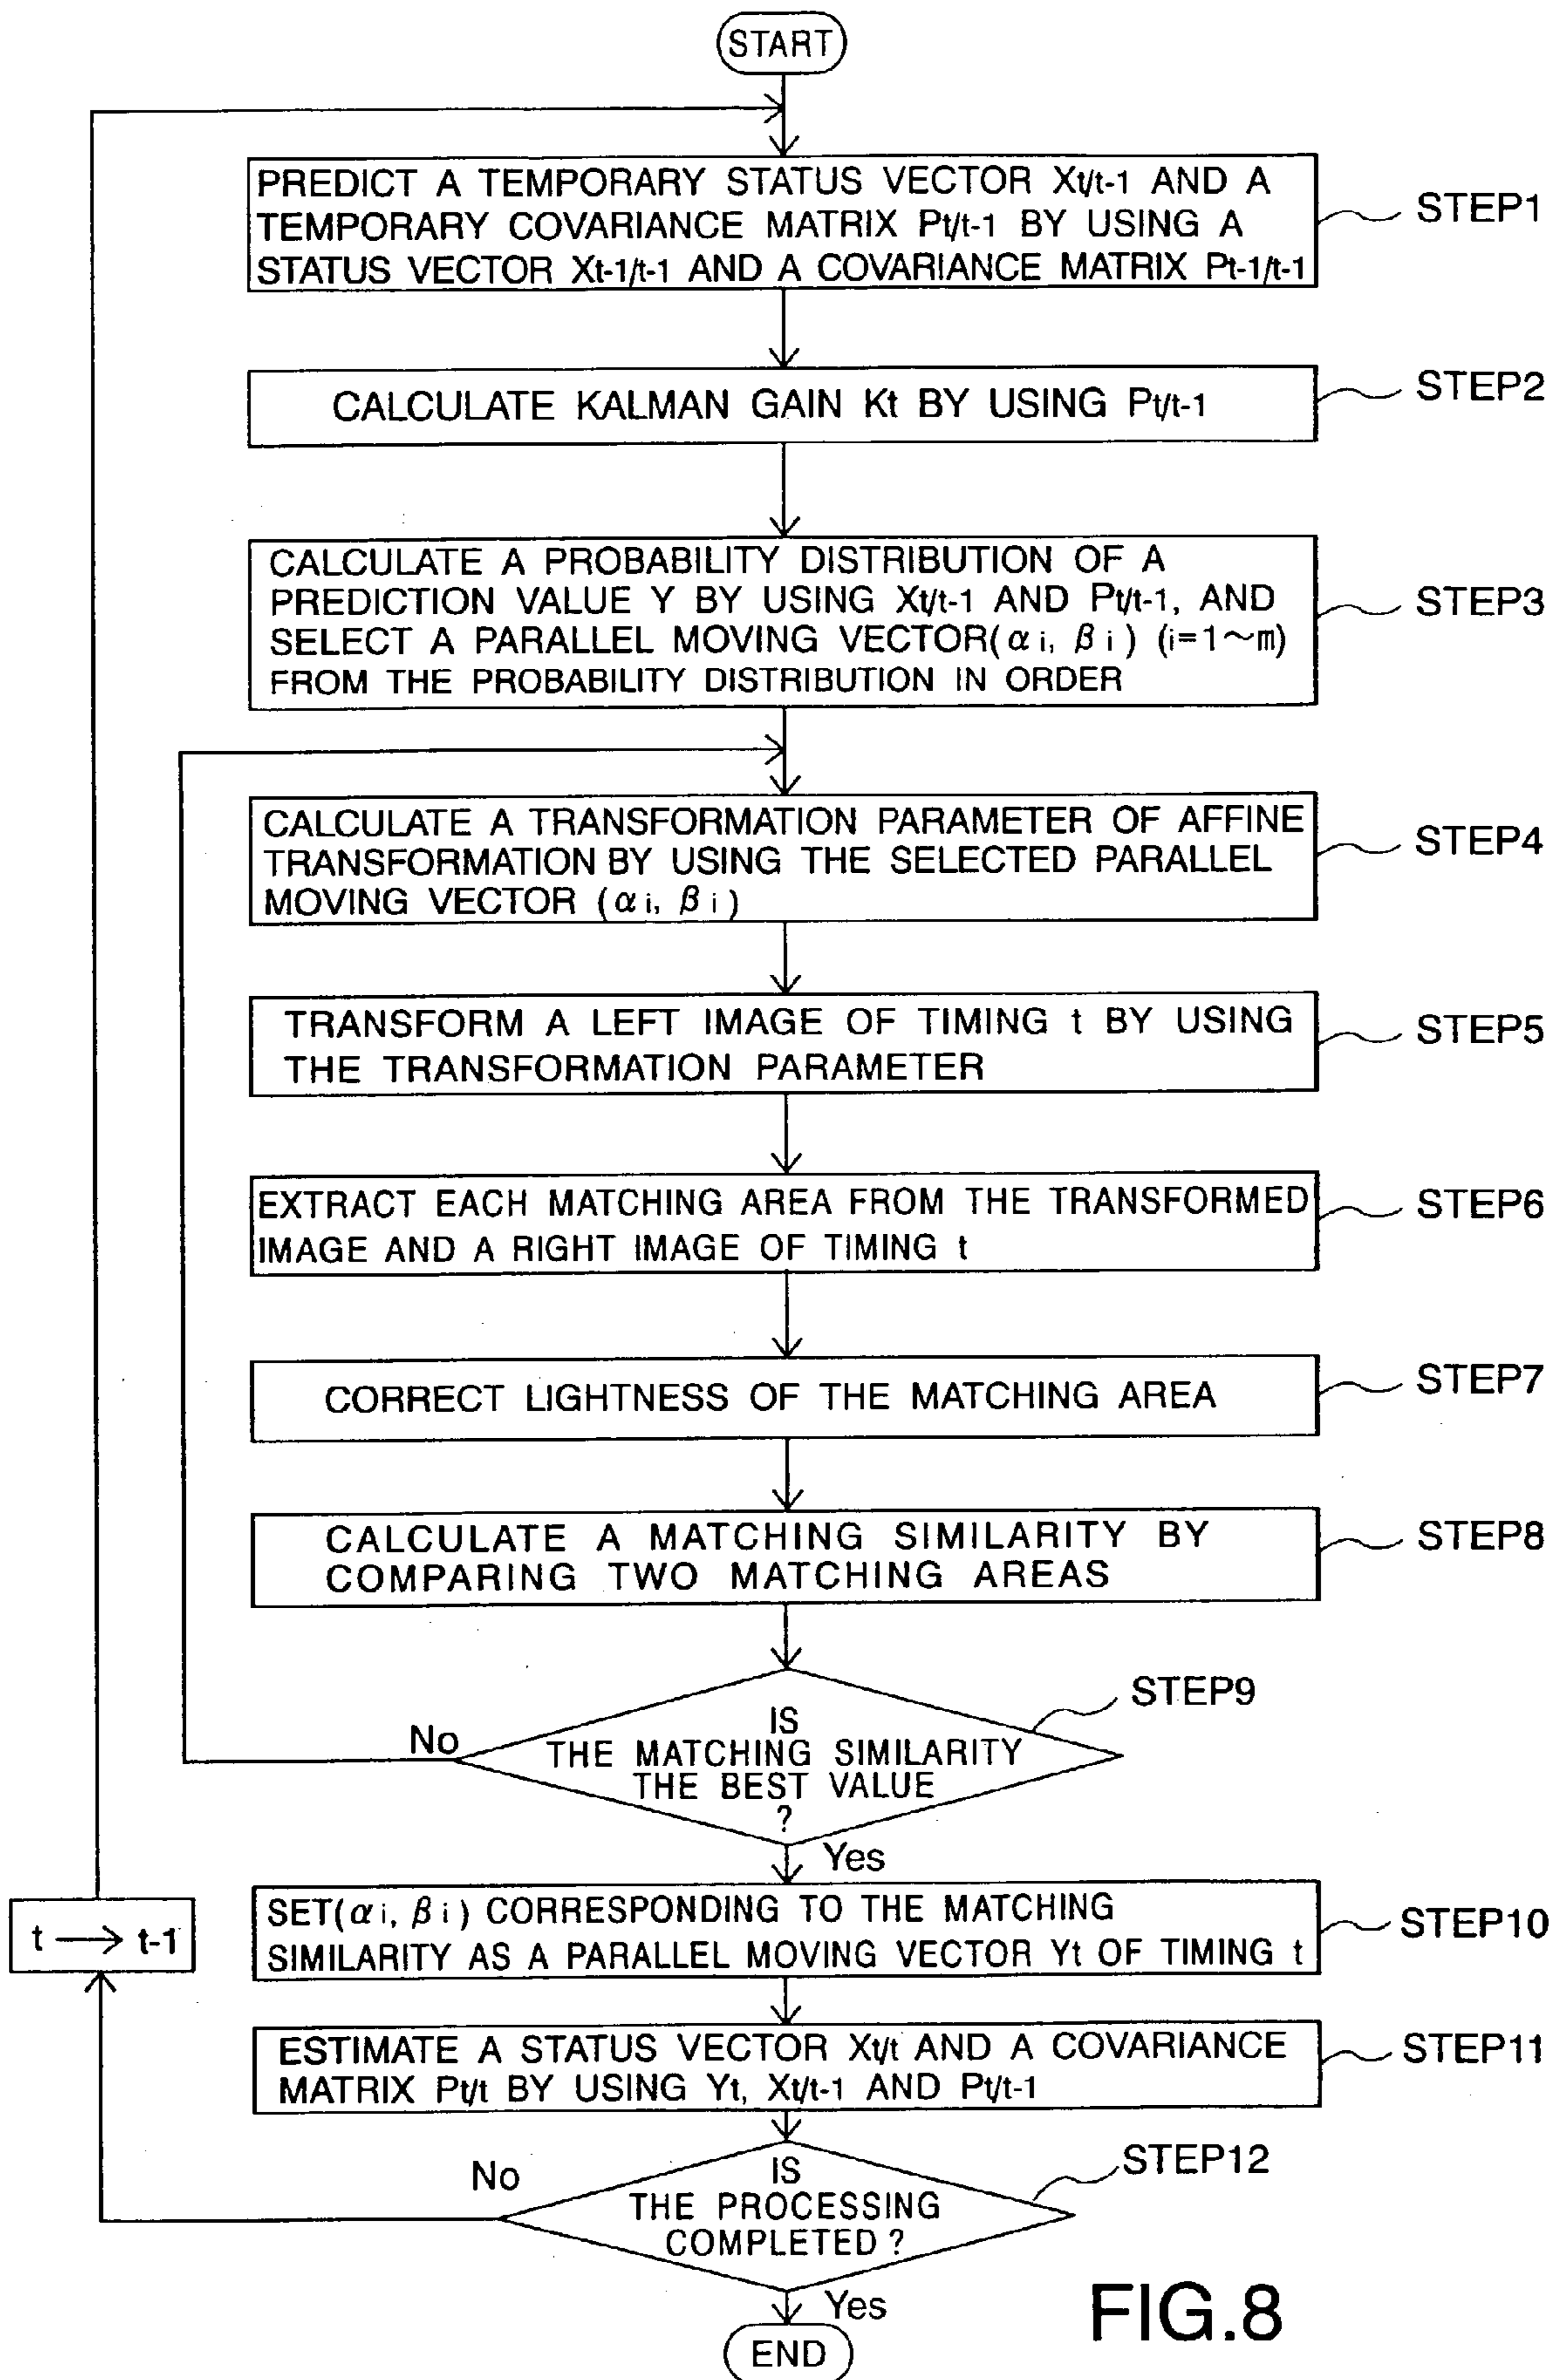 START
PREDICT A TEMPORARY STATUS VECTOR Xt/t-1 AND A
TEMPORARY COVARIANCE MATRIX Pt/t-1 BY USING A
STATUS VECTOR Xt-1/t-1 AND A COVARIANCE MATRIX Pt-1/t-1
STEP1
CALCULATE KALMAN GAIN Kt BY USING Pt/t-1
STEP2
CALCULATE A PROBABILITY DISTRIBUTION OF A
PREDICTION VALUE Y BY USING Xt/t-1 AND Pt/t-1, AND
SELECT A PARALLEL MOVING VECTOR(αi, βi) (i=1~m)
FROM THE PROBABILITY DISTRIBUTION IN ORDER
STEP3
CALCULATE A TRANSFORMATION PARAMETER OF AFFINE
TRANSFORMATION BY USING THE SELECTED PARALLEL
MOVING VECTOR (αi, βi)
STEP4
TRANSFORM A LEFT IMAGE OF TIMING t BY USING
THE TRANSFORMATION PARAMETER
STEP5
EXTRACT EACH MATCHING AREA FROM THE TRANSFORMED
IMAGE AND A RIGHT IMAGE OF TIMING t
STEP6
CORRECT LIGHTNESS OF THE MATCHING AREA
STEP7
CALCULATE A MATCHING SIMILARITY BY
COMPARING TWO MATCHING AREAS
STEP8
IS
THE MATCHING SIMILARITY
THE BEST VALUE
?
STEP9
No
Yes
SET(αi, βi) CORRESPONDING TO THE MATCHING
SIMILARITY AS A PARALLEL MOVING VECTOR Yt OF TIMING t
STEP10
t → t-1
ESTIMATE A STATUS VECTOR Xt/t AND A COVARIANCE
MATRIX Pt/t BY USING Yt, Xt/t-1 AND Pt/t-1
STEP11
IS
THE PROCESSING
COMPLETED ?
STEP12
No
Yes
END
FIG.8